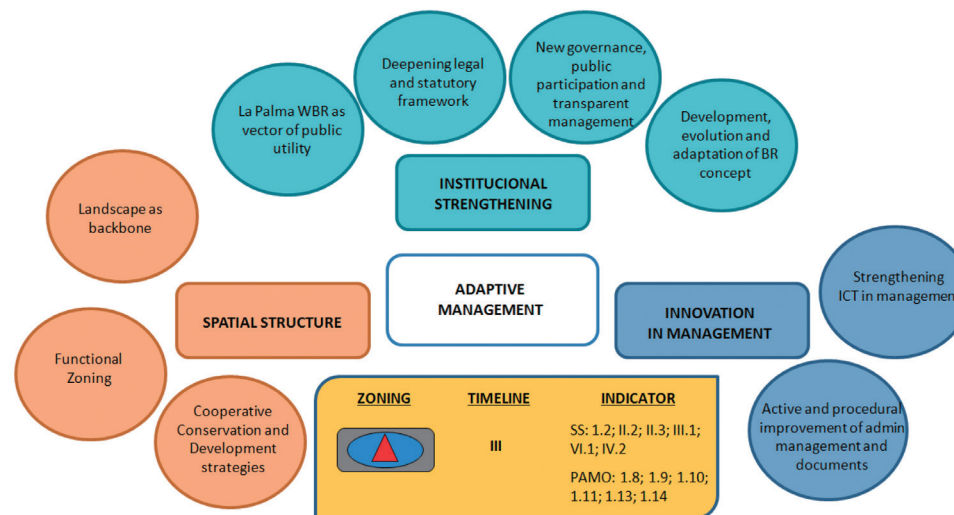 New governance,
public
participation and
transparent
management
Deepening legal
and statutory
framework
La Palma WBR as
vector of public
utility
Development,
evolution and
adaptation of BR
concept
INSTITUCIONAL
STRENGTHENING
Landscape as
backbone
ADAPTIVE
MANAGEMENT
Strengthening
ICT in management
SPATIAL STRUCTURE
INNOVATION
IN MANAGEMENT
Functional
Zoning
Cooperative
Conservation and
Development
strategies
ZONING TIMELINE INDICATOR
III
SS: 1.2; II.2; II.3; III.1;
VI.1; IV.2
PAMO: 1.8; 1.9; 1.10;
1.11; 1.13; 1.14
Active and procedural
improvement of admin
management and
documents